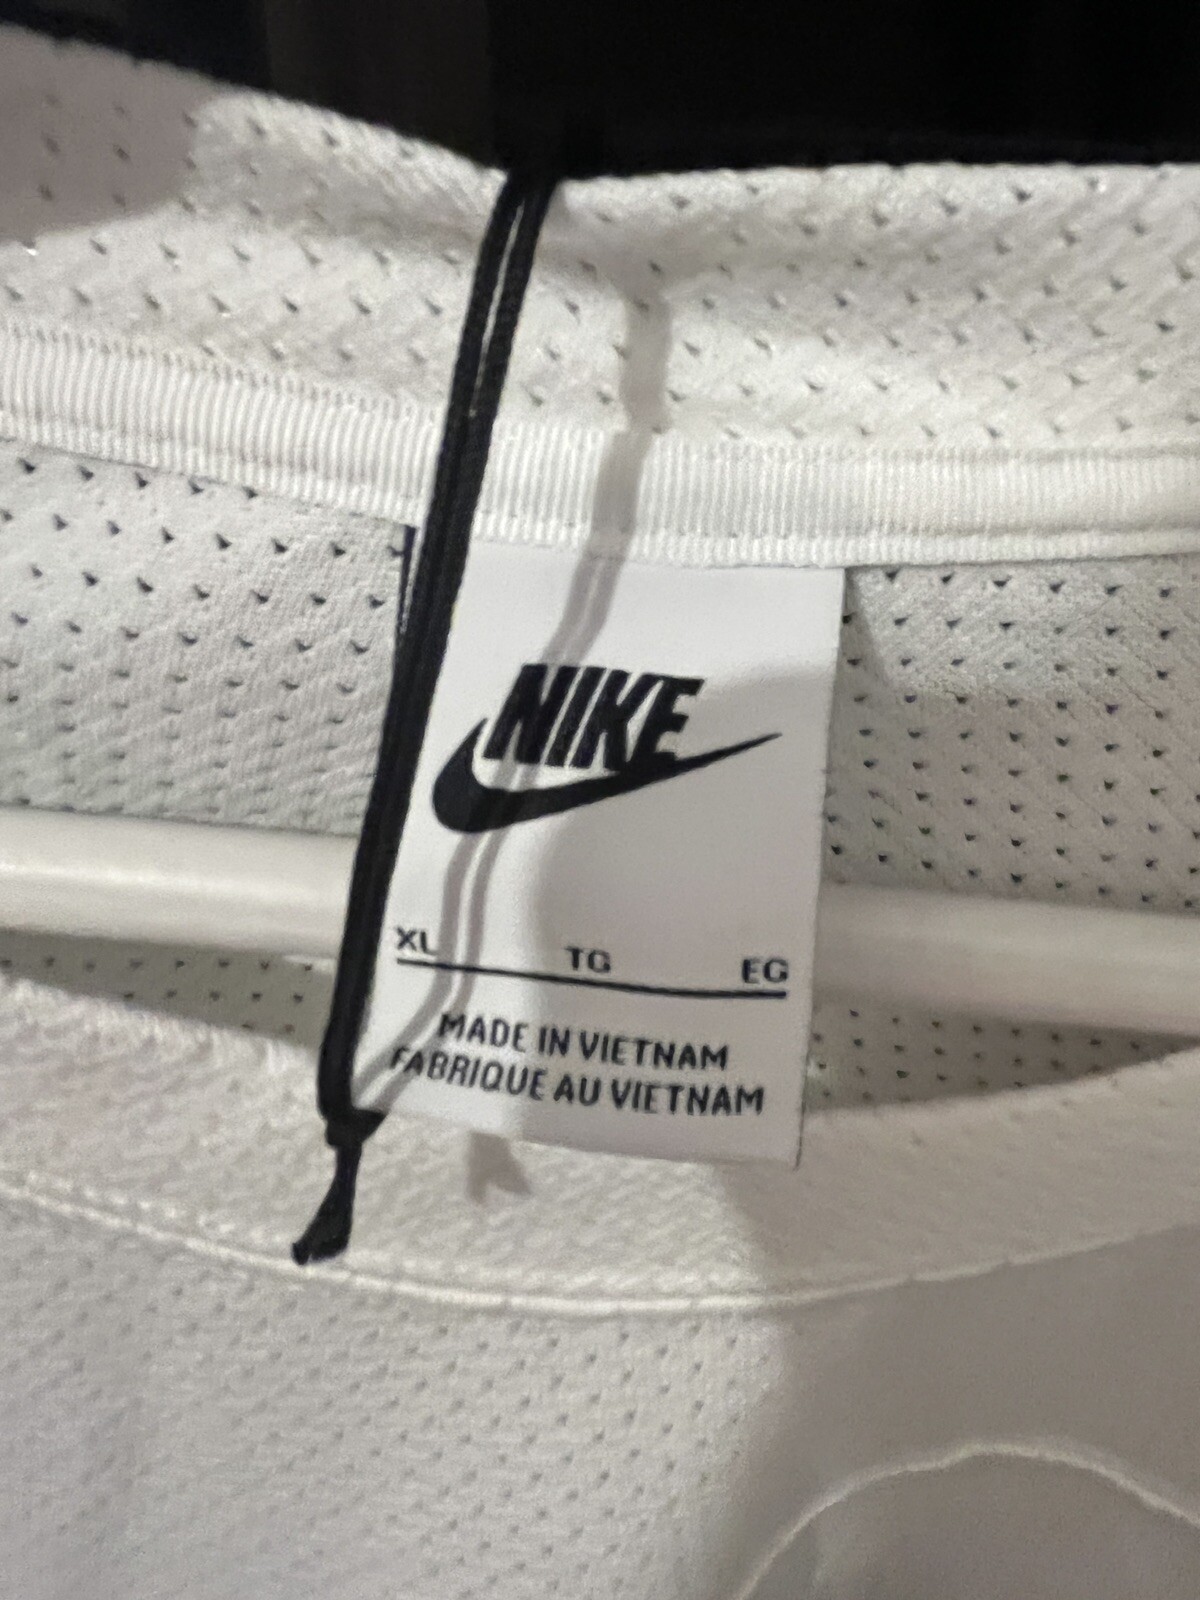 NIKE
XL TG EG
MADE IN VIETNAM
FABRIQUE AU VIETNAM